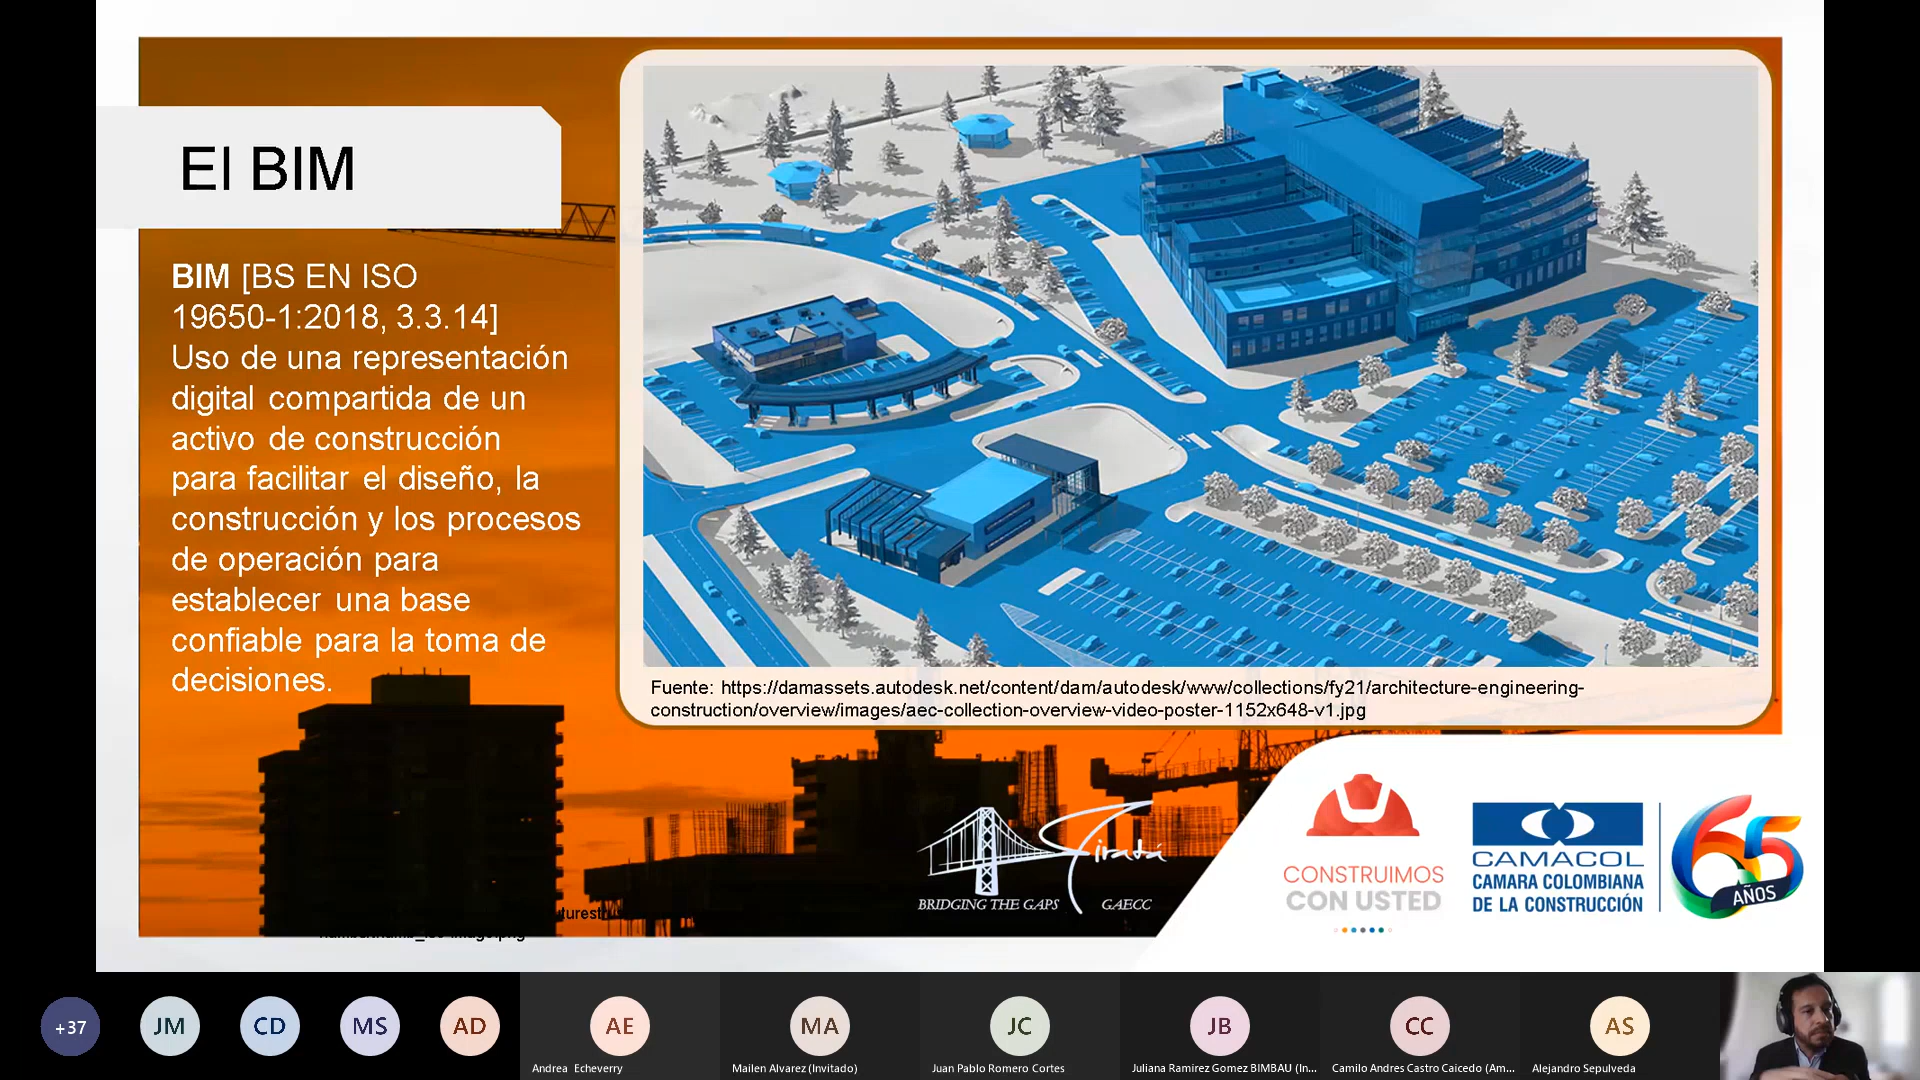 El BIM
BIM [BS EN ISO
19650-1:2018, 3.3.14]
Uso de una representación
digital compartida de un
activo de construcción
para facilitar el diseño, la
construcción y los procesos
de operación para
establecer una base
confiable para la toma de
decisiones.
Fuente: https://damassets.autodesk.net/content/dam/autodesk/www/collections/fy21/architecture-engineering-
construction/overview/images/aec-collection-overview-video-poster-1152x648-v1.jpg
BRIDGING THE GAPS GAECC
CONSTRUIMOS
CON USTED
CAMACOL
CAMARA COLOMBIANA
DE LA CONSTRUCCIÓN
65
AÑOS
+37
JM
CD
MS
AD
AE
MA
JC
JB
CC
AS
Andrea Echeverry
Mailen Alvarez (Invitado)
Juan Pablo Romero Cortes
Juliana Ramirez Gomez BIMBAU (In...
Camilo Andres Castro Caicedo (Am...
Alejandro Sepulveda